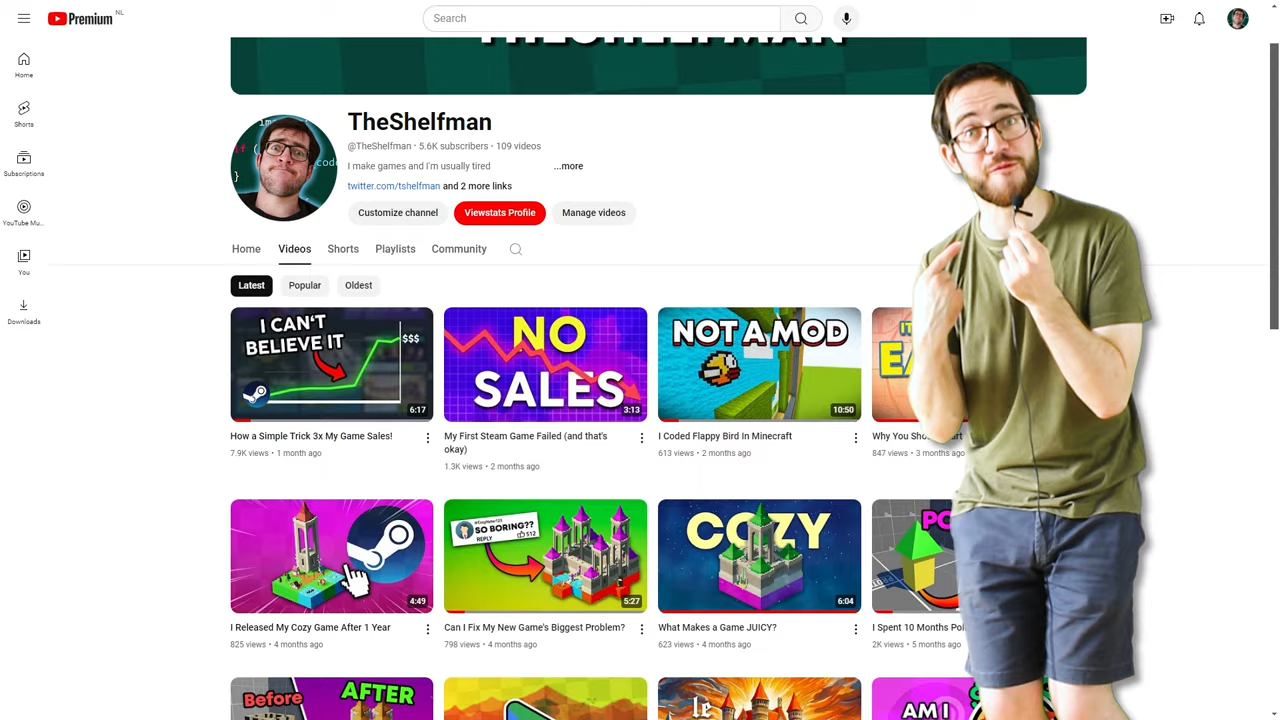 Premium NL
Search
Home
Shorts
Subscriptions
YouTube Mu...
You
Downloads
THESHELFMAN
TheShelfman
@TheShelfman · 5.6K subscribers · 109 videos
I make games and I'm usually tired ...more
twitter.com/tshelfman and 2 more links
Customize channel
Viewstats Profile
Manage videos
Home Videos Shorts Playlists Community
Latest Popular Oldest
I CAN'T
BELIEVE IT
$$$
6:17
How a Simple Trick 3x My Game Sales!
7.9K views • 1 month ago
NO
SALES
3:13
My First Steam Game Failed (and that's
okay)
1.3K views • 2 months ago
NOT A MOD
10:50
I Coded Flappy Bird In Minecraft
613 views • 2 months ago
Why You Sho
847 views • 3 months ago
4:49
I Released My Cozy Game After 1 Year
825 views • 4 months ago
SO BORING??
REPLY
512
5:27
Can I Fix My New Game's Biggest Problem?
798 views • 4 months ago
COZY
6:04
What Makes a Game JUICY?
623 views • 4 months ago
I Spent 10 Months Pol
2K views • 5 months ago
Before
AFTER
le
AM I